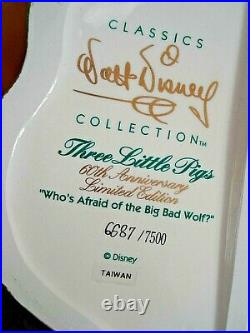 CLASSICS
Walt Disney
COLLECTION™
Three Little Pigs
60th Anniversary
Limited Edition
"Who's Afraid of the Big Bad Wolf?"
6687/7500
© Disney
TAIWAN